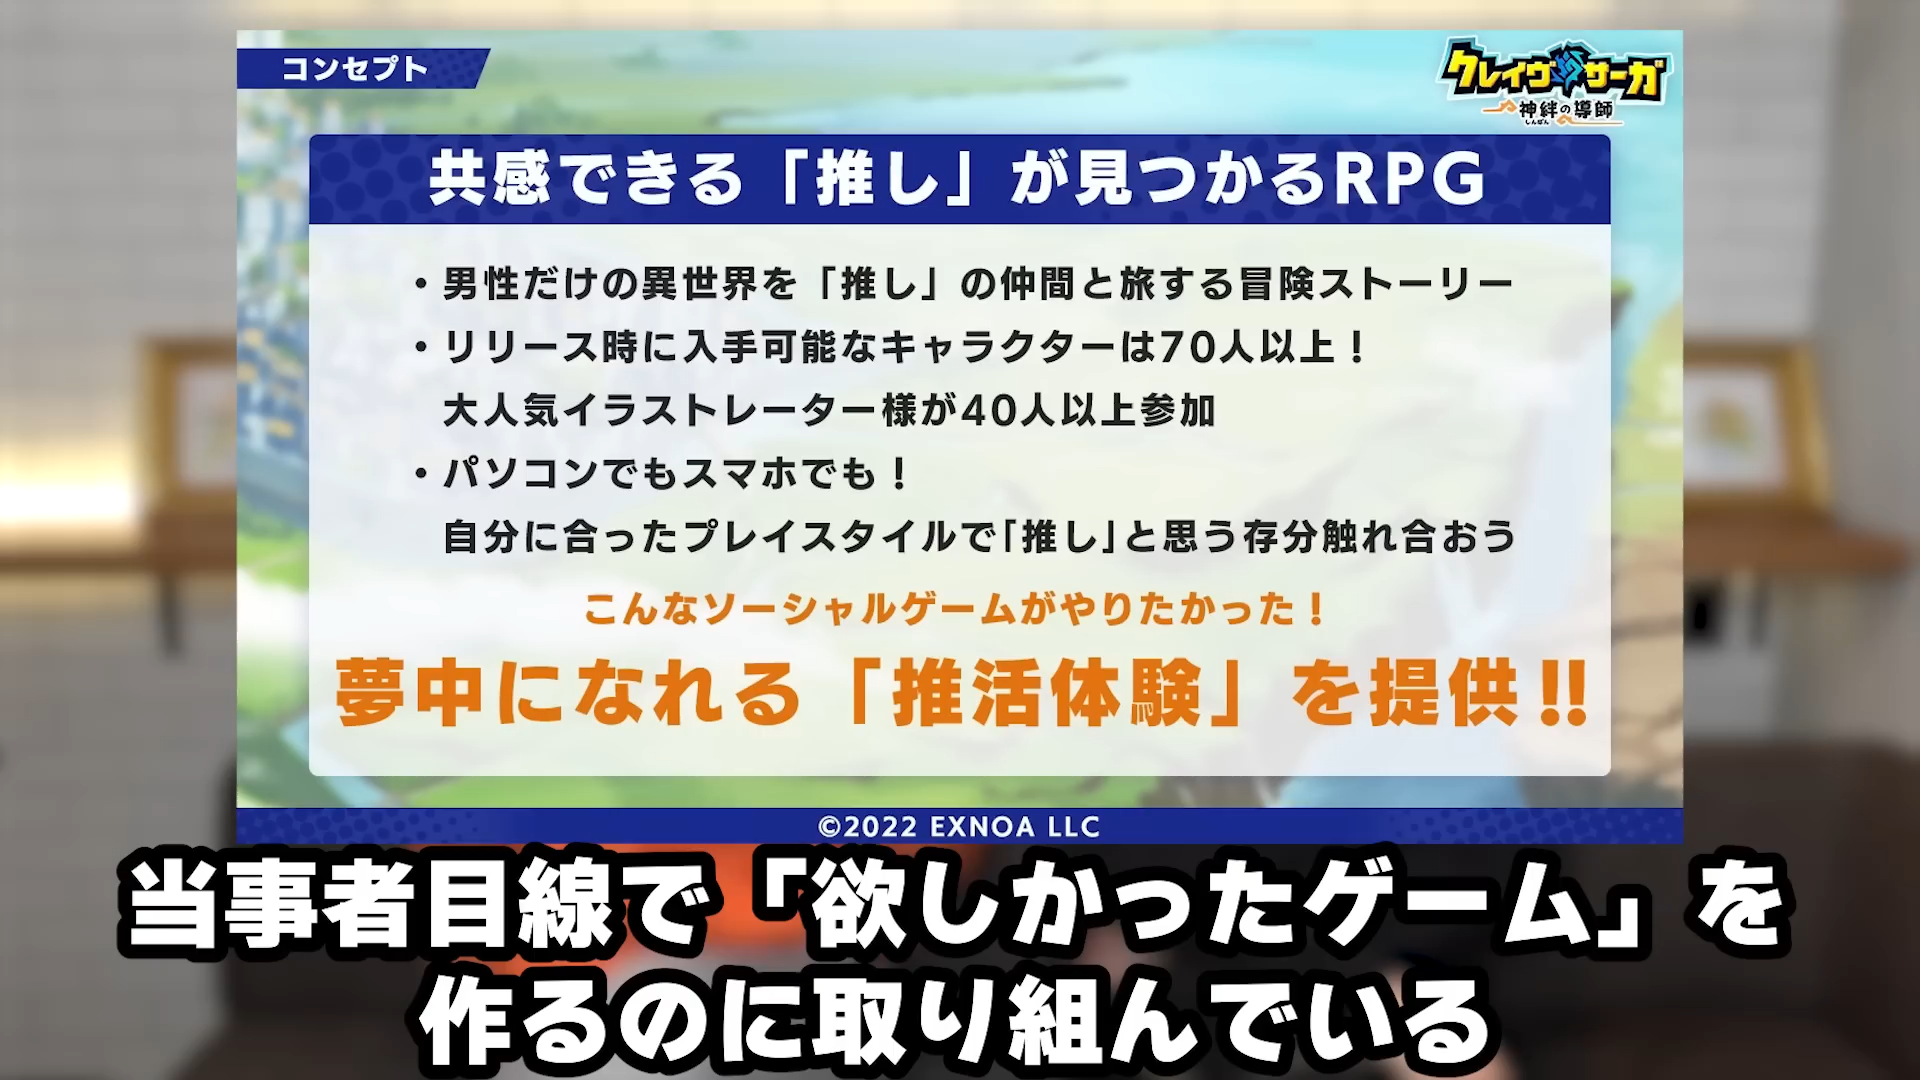 コンセプト
クレイヴ・サーガ
神絆の導師
しんばん
共感できる「推し」が見つかるRPG
・男性だけの異世界を「推し」の仲間と旅する冒険ストーリー
・リリース時に入手可能なキャラクターは70人以上！
大人気イラストレーター様が40人以上参加
・パソコンでもスマホでも！
自分に合ったプレイスタイルで「推し」と思う存分触れ合おう
こんなソーシャルゲームがやりたかった！
夢中になれる「推活体験」を提供!!
©2022 EXNOA LLC
当事者目線で「欲しかったゲーム」を
作るのに取り組んでいる